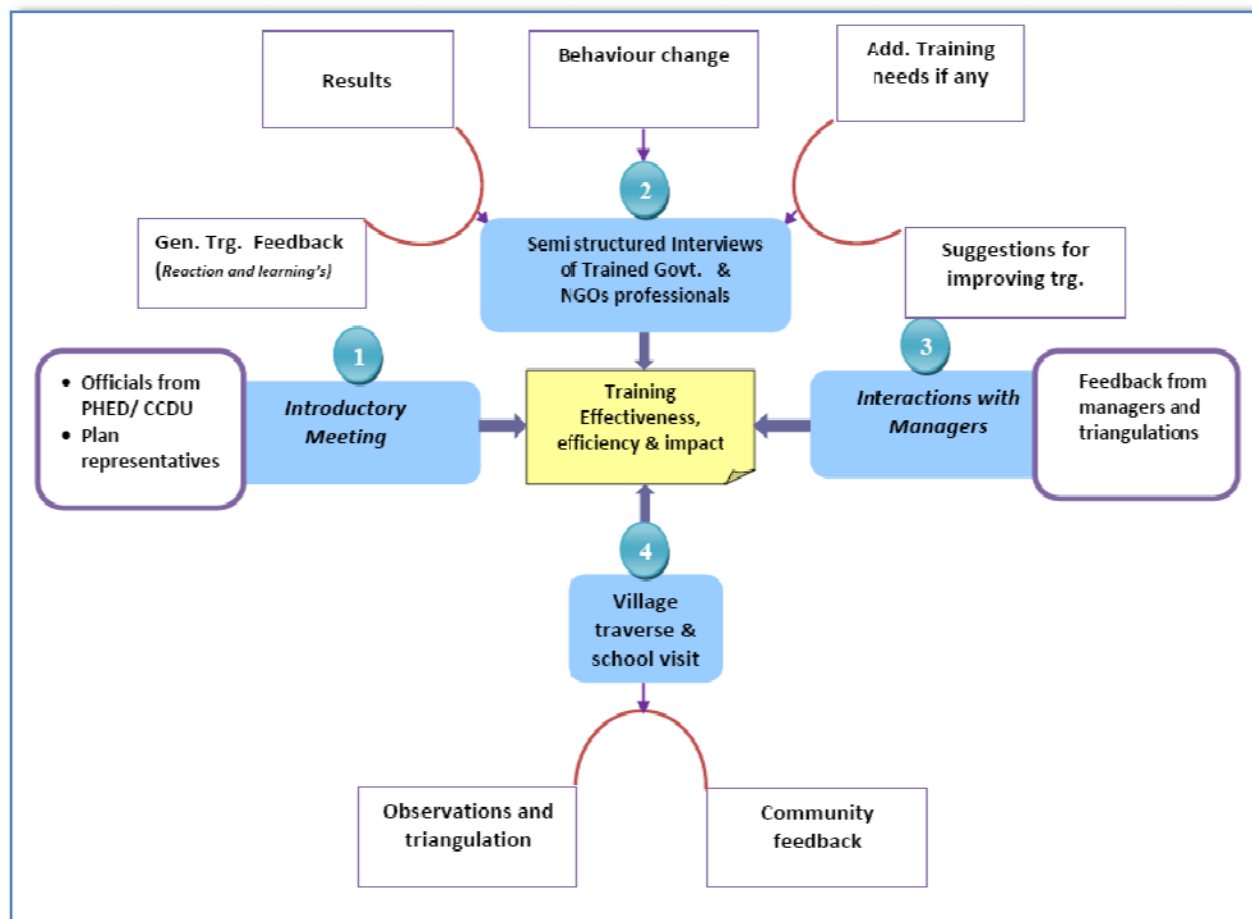 Results
Behaviour change
Add. Training
needs if any
2
Gen. Trg. Feedback
(Reaction and learning's)
Semi structured Interviews
of Trained Govt. &
NGOs professionals
Suggestions for
improving trg.
1
3
• Officials from
PHED/ CCDU
• Plan
representatives
Introductory
Meeting
Training
Effectiveness,
efficiency & impact
Interactions with
Managers
Feedback from
managers and
triangulations
4
Village
traverse &
school visit
Observations and
triangulation
Community
feedback